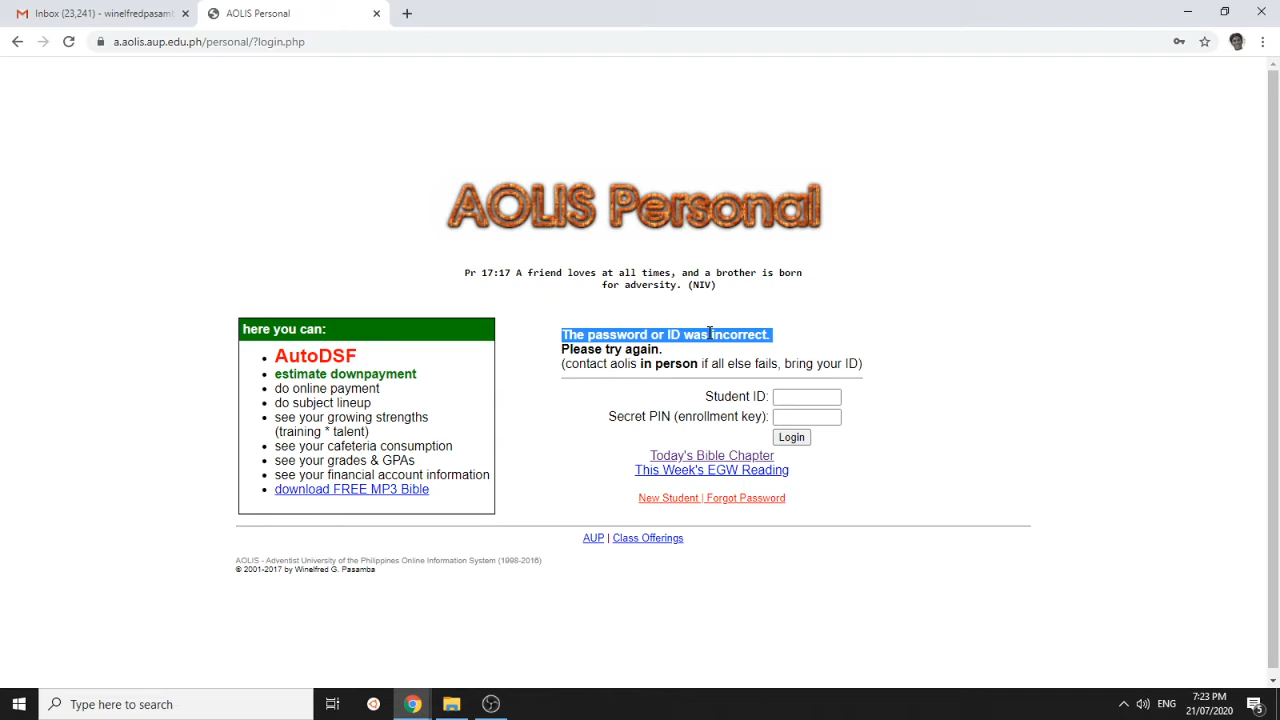 Inbox (23,241) - winelfredpasamb
AOLIS Personal
a.aolis.aup.edu.ph/personal/?login.php
AOLIS Personal
Pr 17:17 A friend loves at all times, and a brother is born
for adversity. (NIV)
here you can:
AutoDSF
estimate downpayment
do online payment
do subject lineup
see your growing strengths
(training * talent)
see your cafeteria consumption
see your grades & GPAs
see your financial account information
download FREE MP3 Bible
The password or ID was incorrect.
Please try again.
(contact aolis in person if all else fails, bring your ID)
Student ID:
Secret PIN (enrollment key):
Login
Today's Bible Chapter
This Week's EGW Reading
New Student | Forgot Password
AUP | Class Offerings
AOLIS - Adventist University of the Philippines Online Information System (1998-2016)
© 2001-2017 by Winelfred G. Pasamba
Type here to search
ENG
7:23 PM
21/07/2020
5